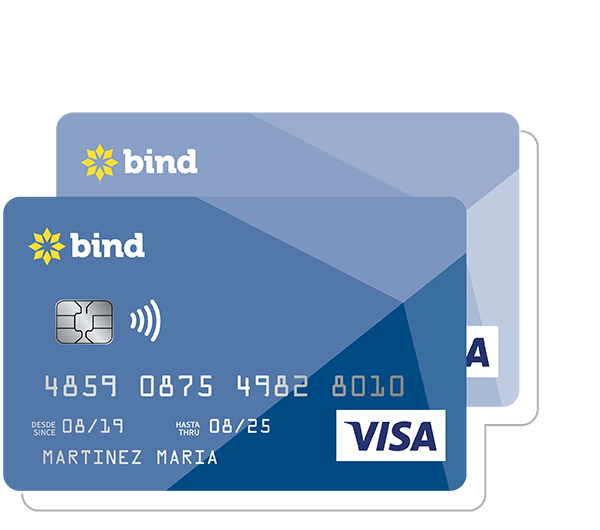 bind
bind
A
4859 0875 4982 8010
DESDE SINCE 08/19 HASTA THRU 08/25
VISA
MARTINEZ MARIA